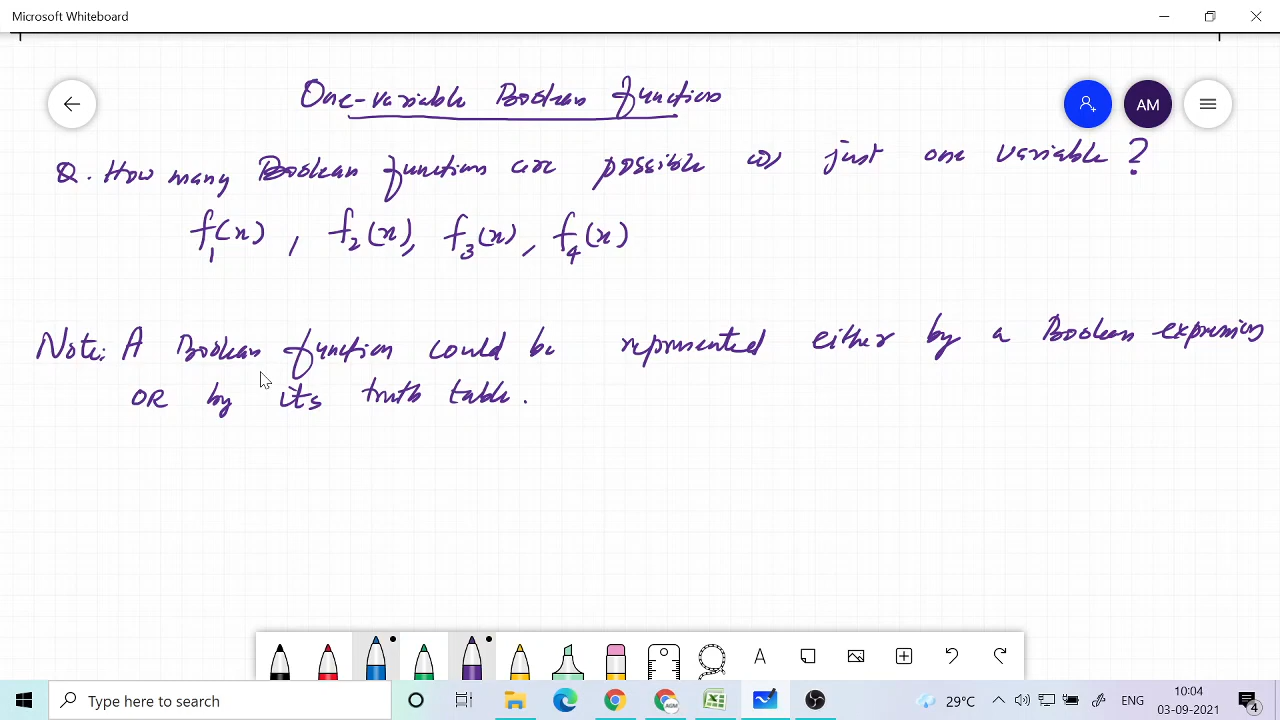 Microsoft Whiteboard
One-variable Boolean functions
AM
Q. How many Boolean functions are possible w/ just one variable ?
f1(x) , f2(x), f3(x), f4(x)
Note: A Boolean function could be represented either by a Boolean expression
OR by its truth table.
A
Type here to search
AGM
29°C
ENG
10:04
03-09-2021
4